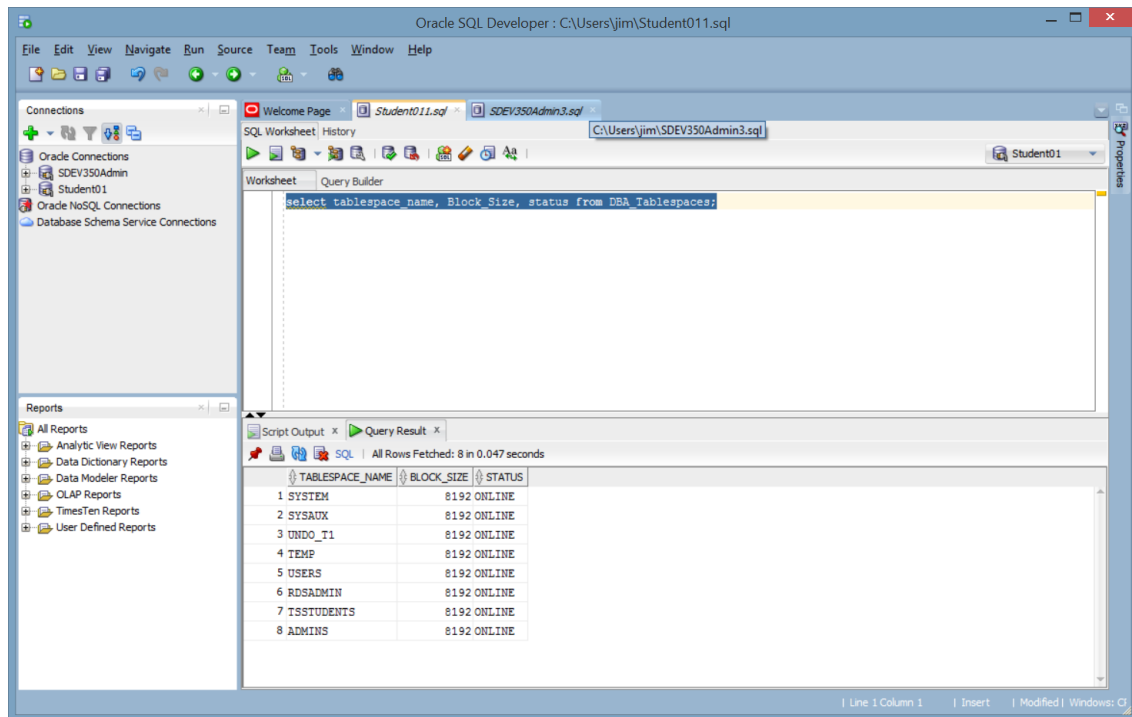 Oracle SQL Developer : C:\Users\jim\Student011.sql
File Edit View Navigate Run Source Team Tools Window Help
Connections
Oracle Connections
SDEV350Admin
Student01
Oracle NoSQL Connections
Database Schema Service Connections
Welcome Page
Student011.sql
SDEV350Admin3.sql
C:\Users\jim\SDEV350Admin3.sql
SQL Worksheet History
Student01
Properties
Worksheet Query Builder
select tablespace_name, Block_Size, status from DBA_Tablespaces;
Reports
All Reports
Analytic View Reports
Data Dictionary Reports
Data Modeler Reports
OLAP Reports
TimesTen Reports
User Defined Reports
Script Output x Query Result x
SQL | All Rows Fetched: 8 in 0.047 seconds
TABLESPACE_NAME BLOCK_SIZE STATUS
1 SYSTEM 8192 ONLINE
2 SYSAUX 8192 ONLINE
3 UNDO_T1 8192 ONLINE
4 TEMP 8192 ONLINE
5 USERS 8192 ONLINE
6 RDSADMIN 8192 ONLINE
7 TSSTUDENTS 8192 ONLINE
8 ADMINS 8192 ONLINE
| Line 1 Column 1 | Insert | Modified | Windows: C